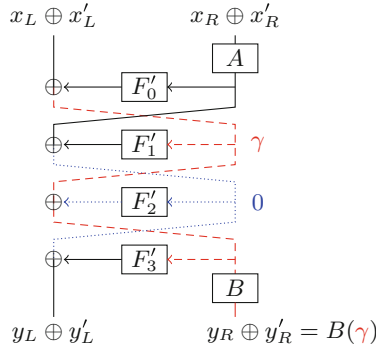 x_L ⊕ x'_L x_R ⊕ x'_R
A
⊕ F'_0
⊕ F'_1 γ
⊕ F'_2 0
⊕ F'_3
B
y_L ⊕ y'_L y_R ⊕ y'_R = B(γ)